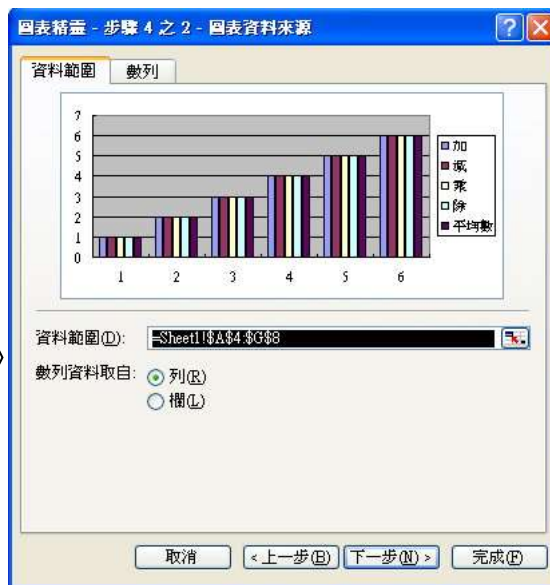 圖表精靈 - 步驟 4 之 2 - 圖表資料來源
資料範圍 數列
7
6
5
4
3
2
1
0
1 2 3 4 5 6
加
減
乘
除
平均數
資料範圍(D): =Sheet1!$A$4:$G$8
數列資料取自: 列(R)
欄(L)
取消 <上一步(B) 下一步(N) > 完成(F)